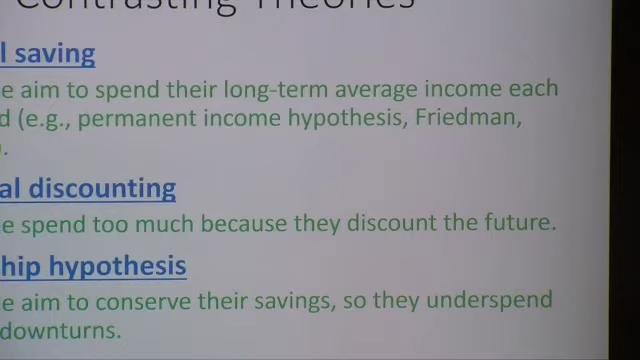 Contrasting Theories
l saving
e aim to spend their long-term average income each
d (e.g., permanent income hypothesis, Friedman,
).
al discounting
e spend too much because they discount the future.
hip hypothesis
e aim to conserve their savings, so they underspend
downturns.